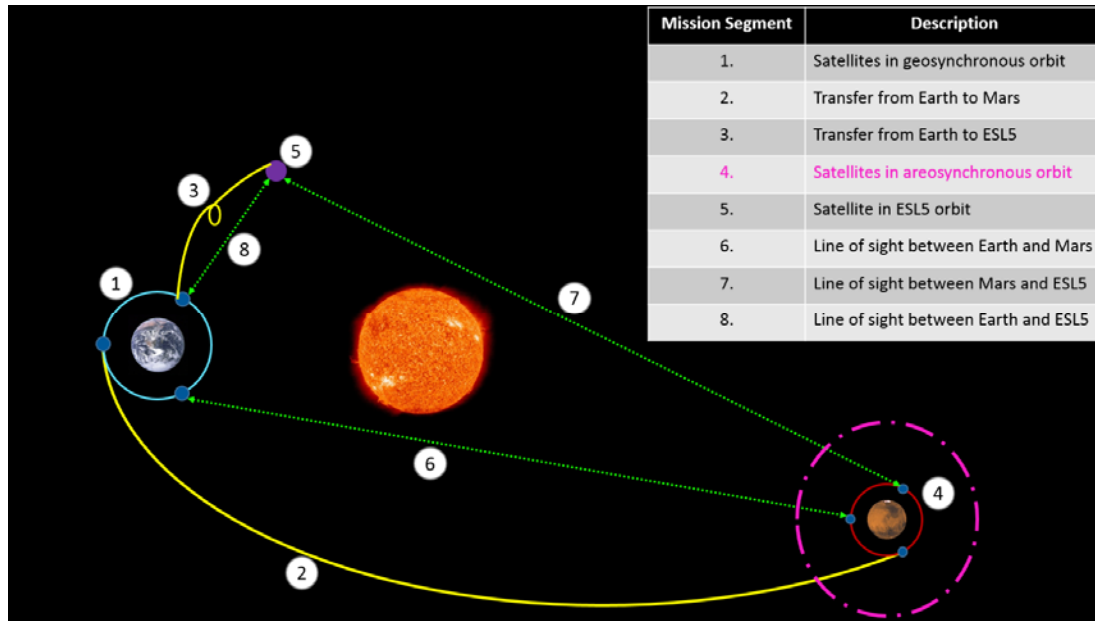 Mission Segment Description
1. Satellites in geosynchronous orbit
2. Transfer from Earth to Mars
3. Transfer from Earth to ESL5
4. Satellites in areosynchronous orbit
5. Satellite in ESL5 orbit
6. Line of sight between Earth and Mars
7. Line of sight between Mars and ESL5
8. Line of sight between Earth and ESL5
5
3
8
1
7
6
4
2